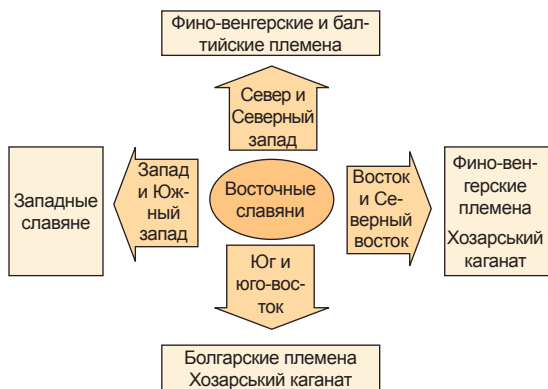 Фино-венгерские и бал-
тийские племена
Север и
Северный
запад
Западные
славяне
Запад
и Юж-
ный
запад
Восточные
славяни
Восток
и Се-
верный
восток
Фино-вен-
герские
племена
Хозарський
каганат
Юг и
юго-вос-
ток
Болгарские племена
Хозарський каганат